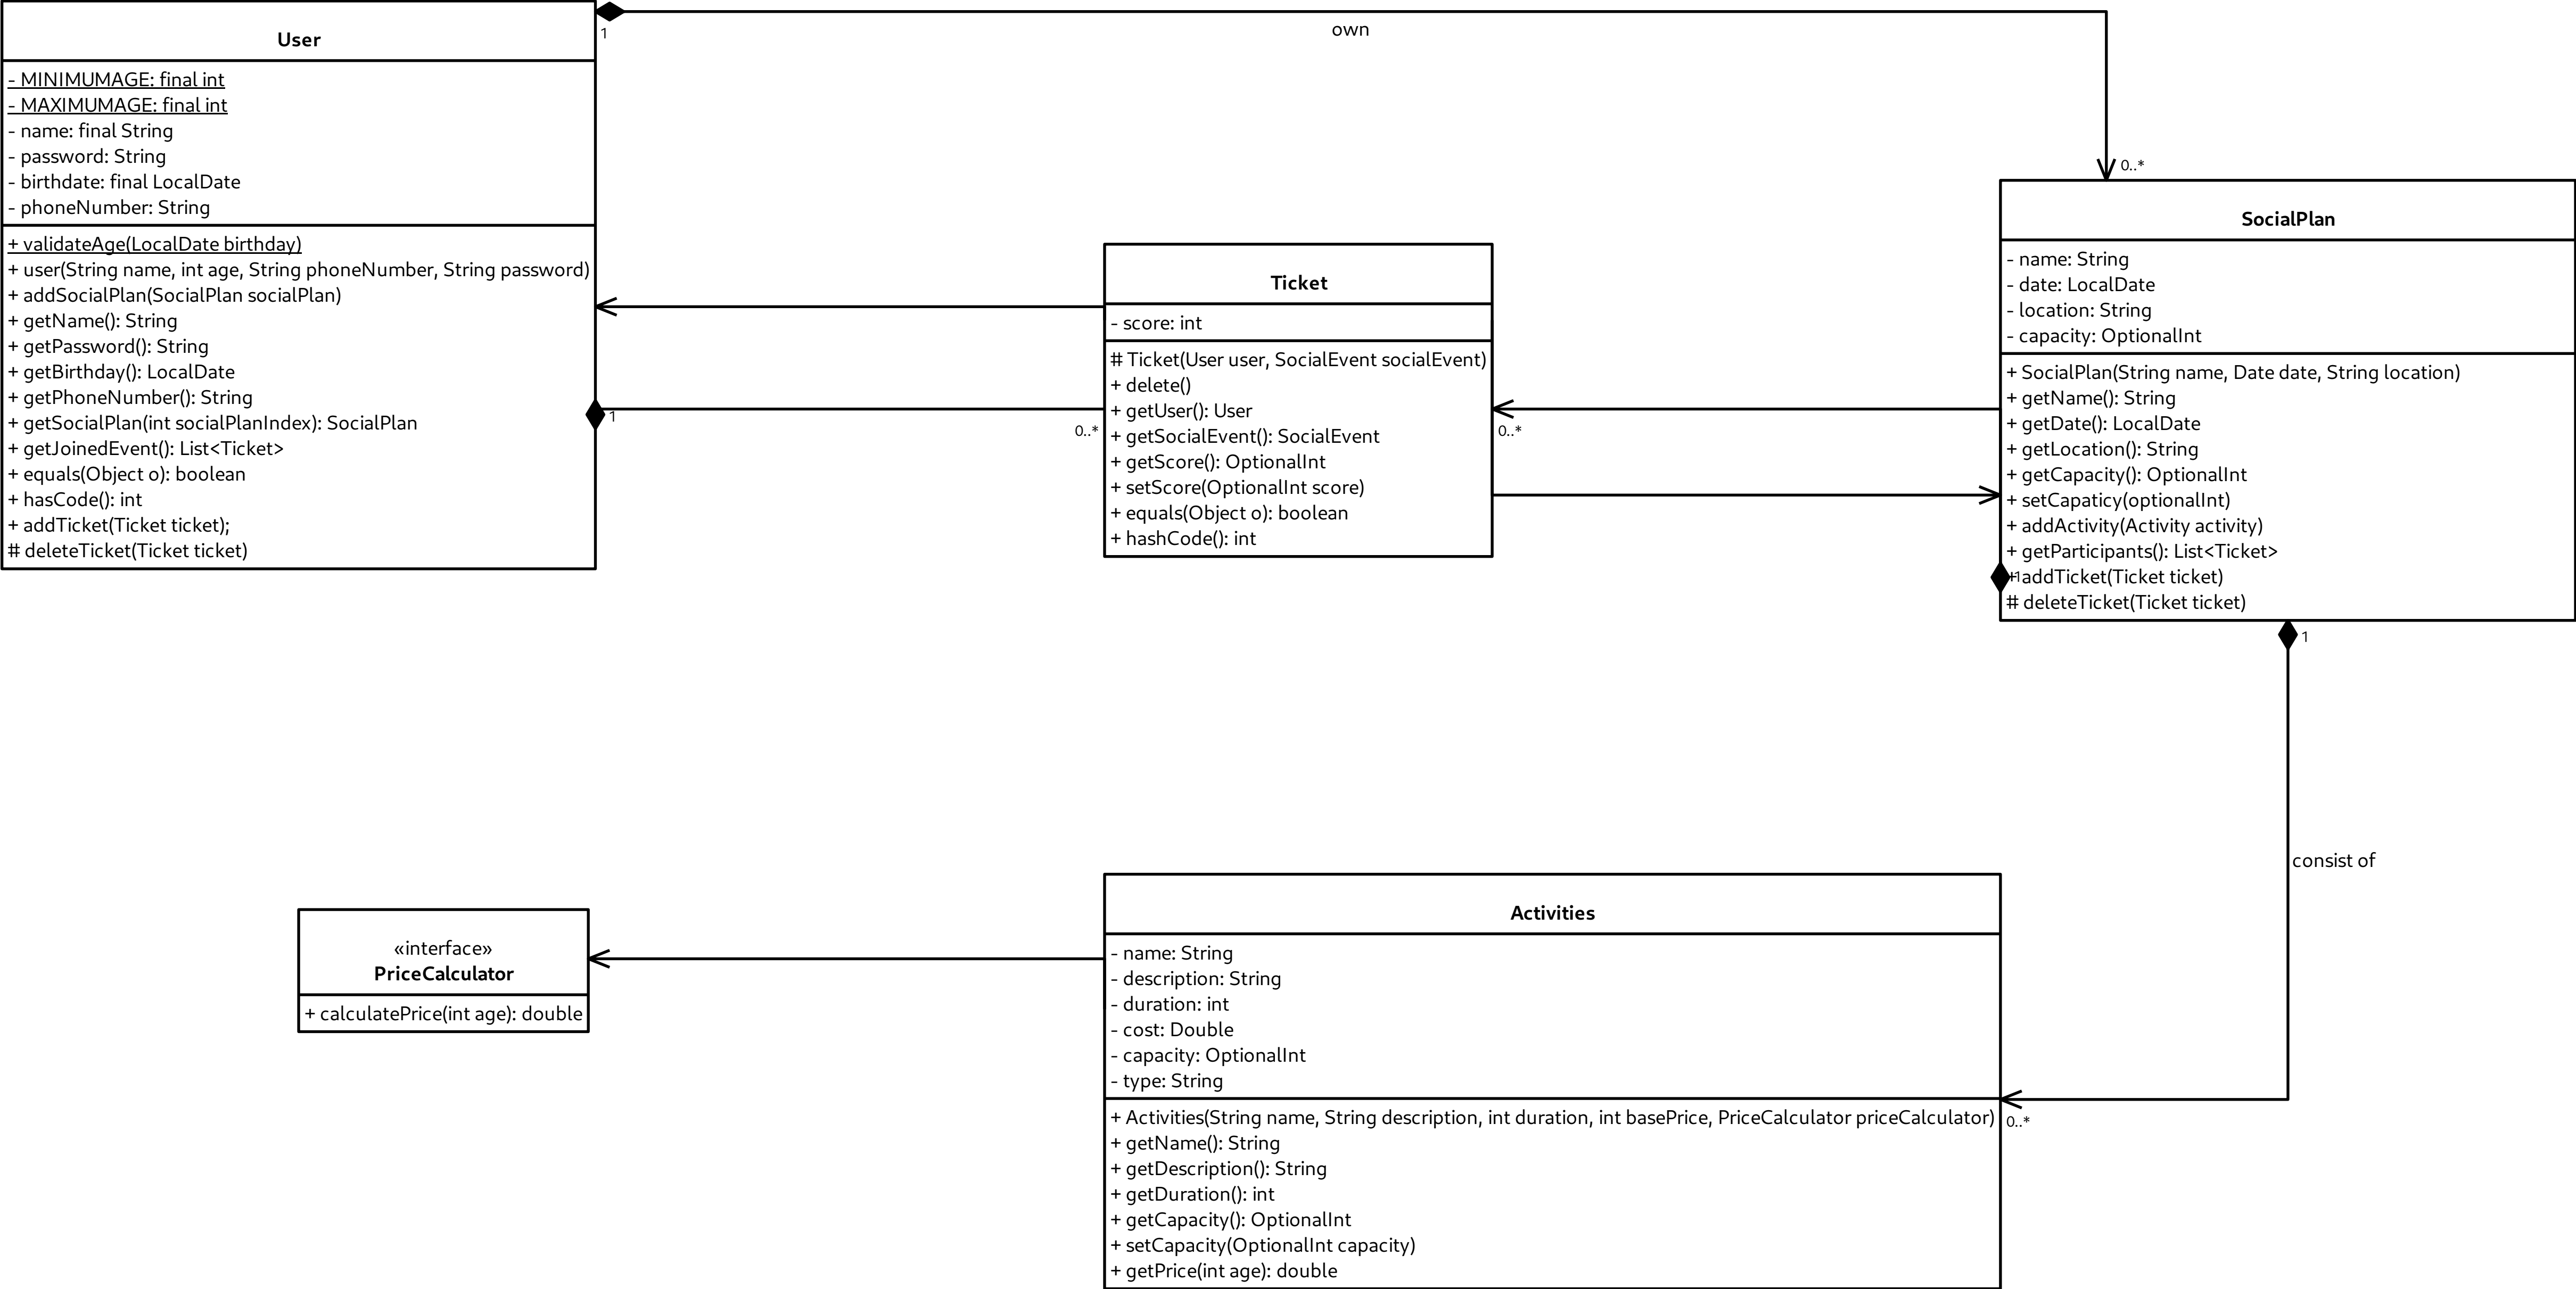 User
- MINIMUMAGE: final int
- MAXIMUMAGE: final int
- name: final String
- password: String
- birthdate: final LocalDate
- phoneNumber: String
+ validateAge(LocalDate birthday)
+ user(String name, int age, String phoneNumber, String password)
+ addSocialPlan(SocialPlan socialPlan)
+ getName(): String
+ getPassword(): String
+ getBirthday(): LocalDate
+ getPhoneNumber(): String
+ getSocialPlan(int socialPlanIndex): SocialPlan
+ getJoinedEvent(): List<Ticket>
+ equals(Object o): boolean
+ hasCode(): int
+ addTicket(Ticket ticket);
# deleteTicket(Ticket ticket)
1
own
0..*
1
0..*
Ticket
- score: int
# Ticket(User user, SocialEvent socialEvent)
+ delete()
+ getUser(): User
+ getSocialEvent(): SocialEvent
+ getScore(): OptionalInt
+ setScore(OptionalInt score)
+ equals(Object o): boolean
+ hashCode(): int
0..*
SocialPlan
- name: String
- date: LocalDate
- location: String
- capacity: OptionalInt
+ SocialPlan(String name, Date date, String location)
+ getName(): String
+ getDate(): LocalDate
+ getLocation(): String
+ getCapacity(): OptionalInt
+ setCapaticy(optionalInt)
+ addActivity(Activity activity)
+ getParticipants(): List<Ticket>
+ addTicket(Ticket ticket)
# deleteTicket(Ticket ticket)
1
1
consist of
0..*
«interface»
PriceCalculator
+ calculatePrice(int age): double
Activities
- name: String
- description: String
- duration: int
- cost: Double
- capacity: OptionalInt
- type: String
+ Activities(String name, String description, int duration, int basePrice, PriceCalculator priceCalculator)
+ getName(): String
+ getDescription(): String
+ getDuration(): int
+ getCapacity(): OptionalInt
+ setCapacity(OptionalInt capacity)
+ getPrice(int age): double